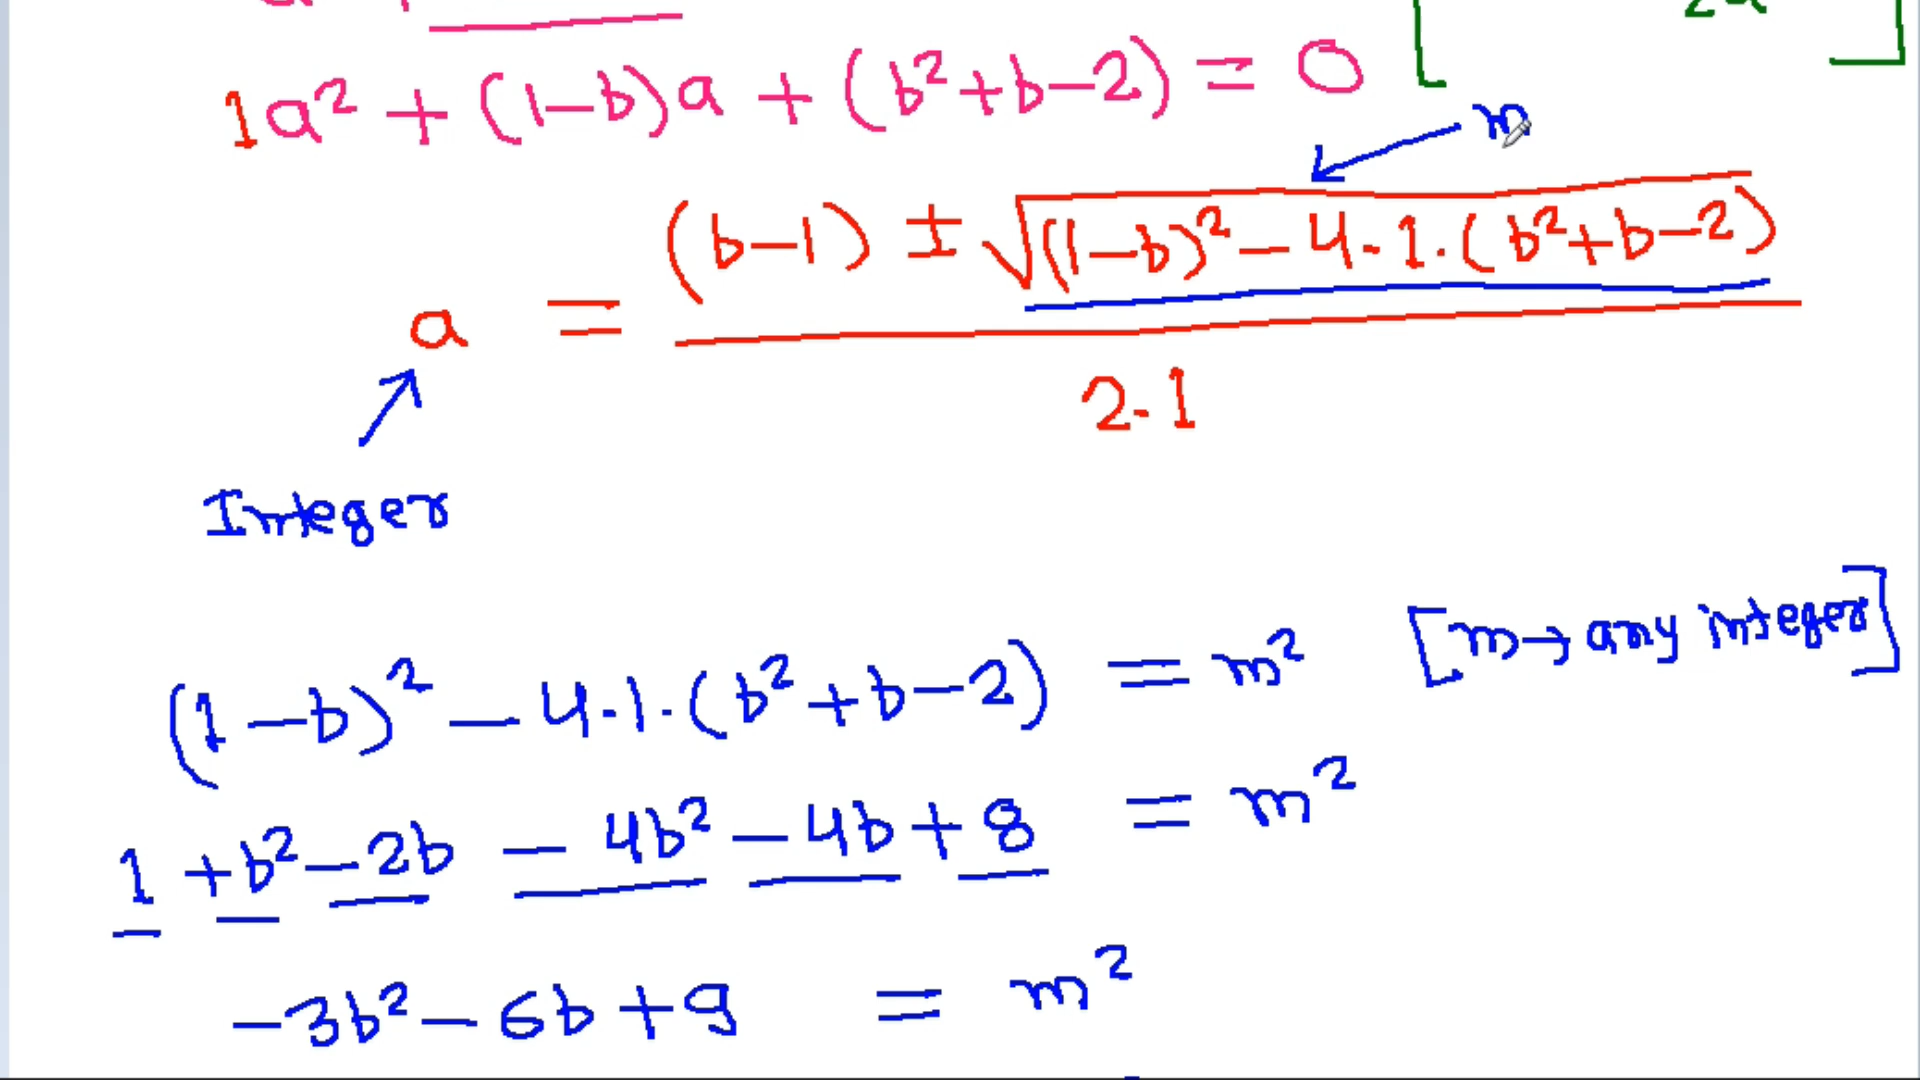 2a
1a² + (1-b)a + (b²+b-2) = 0
m
a = (b-1) ± √(1-b)² - 4·1·(b²+b-2)
2·1
Integer
(1-b)² - 4·1·(b²+b-2) = m² [m→ any integer]
1 + b² - 2b - 4b² - 4b + 8 = m²
-3b² - 6b + 9 = m²